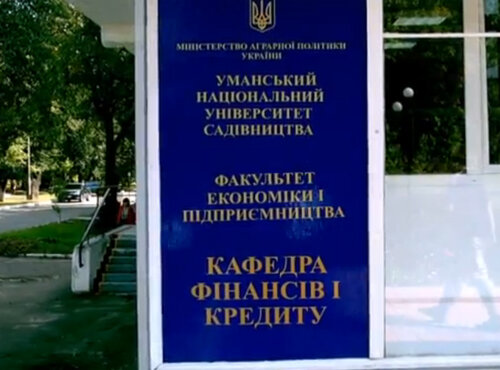 МІНІСТЕРСТВО АГРАРНОЇ ПОЛІТИКИ
УКРАЇНИ
УМАНСЬКИЙ
НАЦІОНАЛЬНИЙ
УНІВЕРСИТЕТ
САДІВНИЦТВА
ФАКУЛЬТЕТ
ЕКОНОМІКИ І
ПІДПРИЄМНИЦТВА
КАФЕДРА
ФІНАНСІВ І
КРЕДИТУ